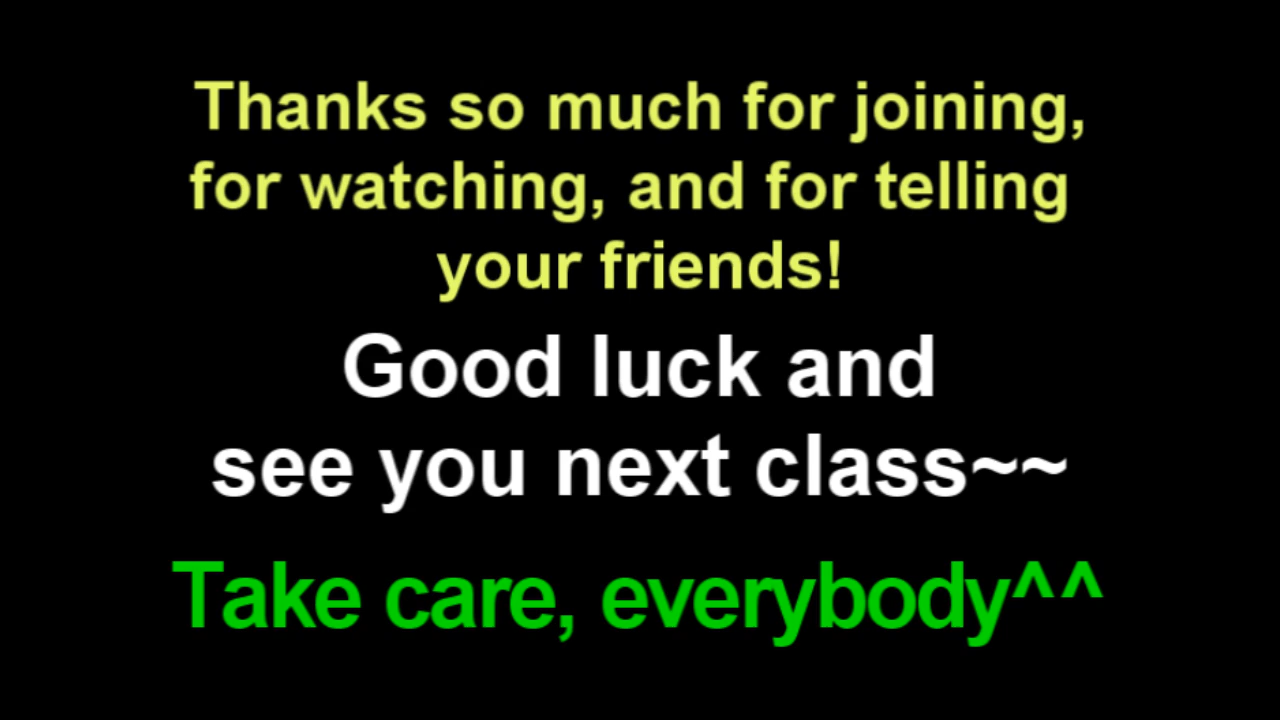 Thanks so much for joining,
for watching, and for telling
your friends!
Good luck and
see you next class~~
Take care, everybody^^